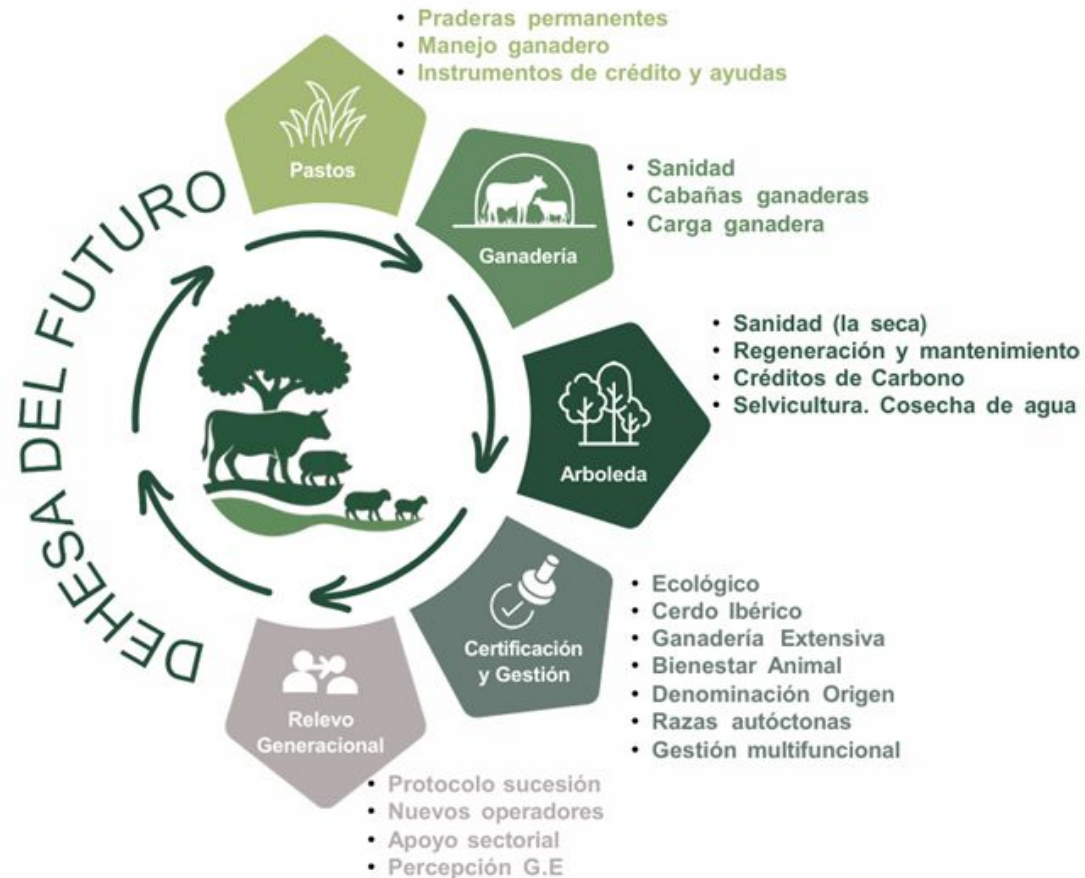 DEHESA DEL FUTURO
Pastos
• Praderas permanentes
• Manejo ganadero
• Instrumentos de crédito y ayudas
Ganadería
• Sanidad
• Cabañas ganaderas
• Carga ganadera
Arboleda
• Sanidad (la seca)
• Regeneración y mantenimiento
• Créditos de Carbono
• Selvicultura. Cosecha de agua
Certificación
y Gestión
• Ecológico
• Cerdo Ibérico
• Ganadería Extensiva
• Bienestar Animal
• Denominación Origen
• Razas autóctonas
• Gestión multifuncional
Relevo
Generacional
• Protocolo sucesión
• Nuevos operadores
• Apoyo sectorial
• Percepción G.E